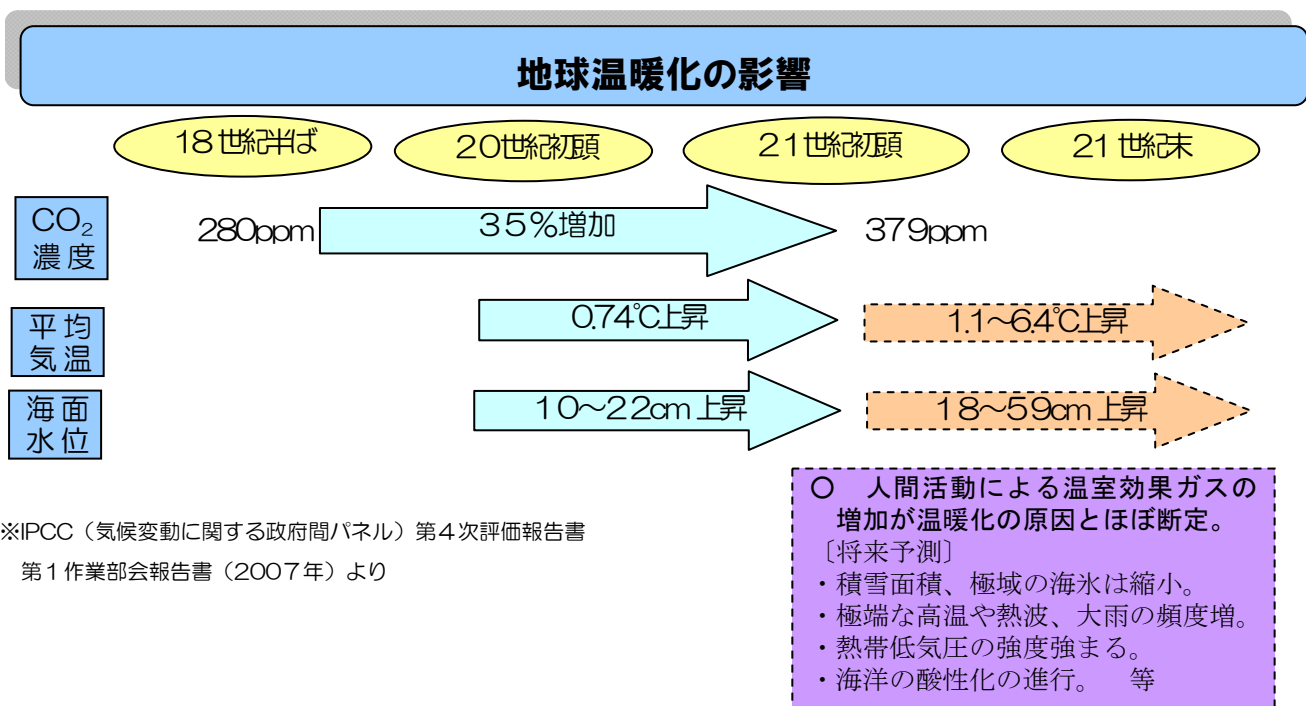 地球温暖化の影響
18世紀半ば
20世紀初頭
21世紀初頭
21世紀末
CO₂
濃度
280ppm
35%増加
379ppm
平均
気温
0.74℃上昇
1.1～6.4℃上昇
海面
水位
10～22cm上昇
18～59cm上昇
○　人間活動による温室効果ガスの
増加が温暖化の原因とほぼ断定。
〔将来予測〕
・積雪面積、極域の海氷は縮小。
・極端な高温や熱波、大雨の頻度増。
・熱帯低気圧の強度強まる。
・海洋の酸性化の進行。　等
※IPCC（気候変動に関する政府間パネル）第4次評価報告書
第1作業部会報告書（2007年）より